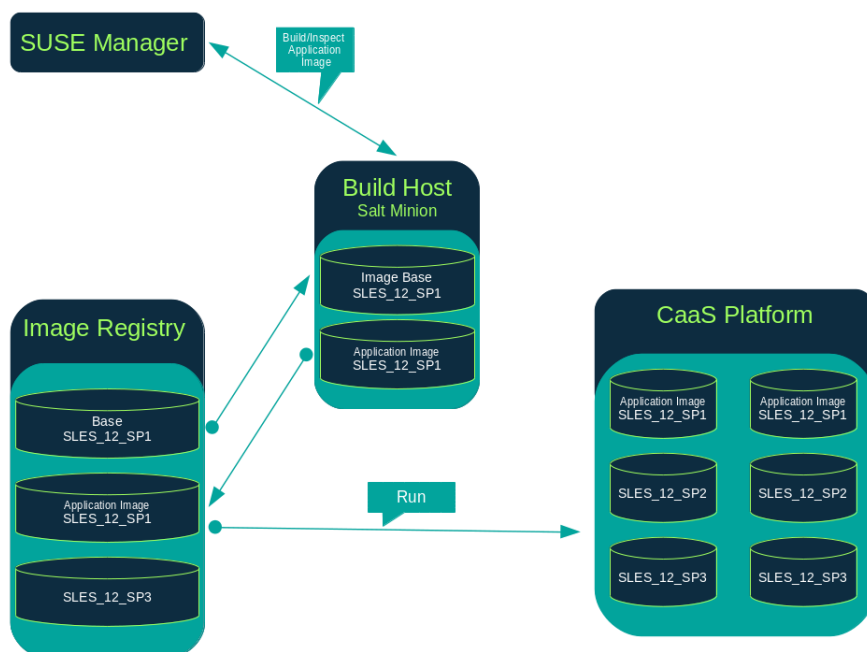 SUSE Manager
Build/Inspect
Application
Image
Build Host
Salt Minion
Image Base
SLES_12_SP1
Application Image
SLES_12_SP1
Image Registry
Base
SLES_12_SP1
Application Image
SLES_12_SP1
SLES_12_SP3
Run
CaaS Platform
Application Image
SLES_12_SP1
Application Image
SLES_12_SP1
SLES_12_SP2
SLES_12_SP2
SLES_12_SP3
SLES_12_SP3